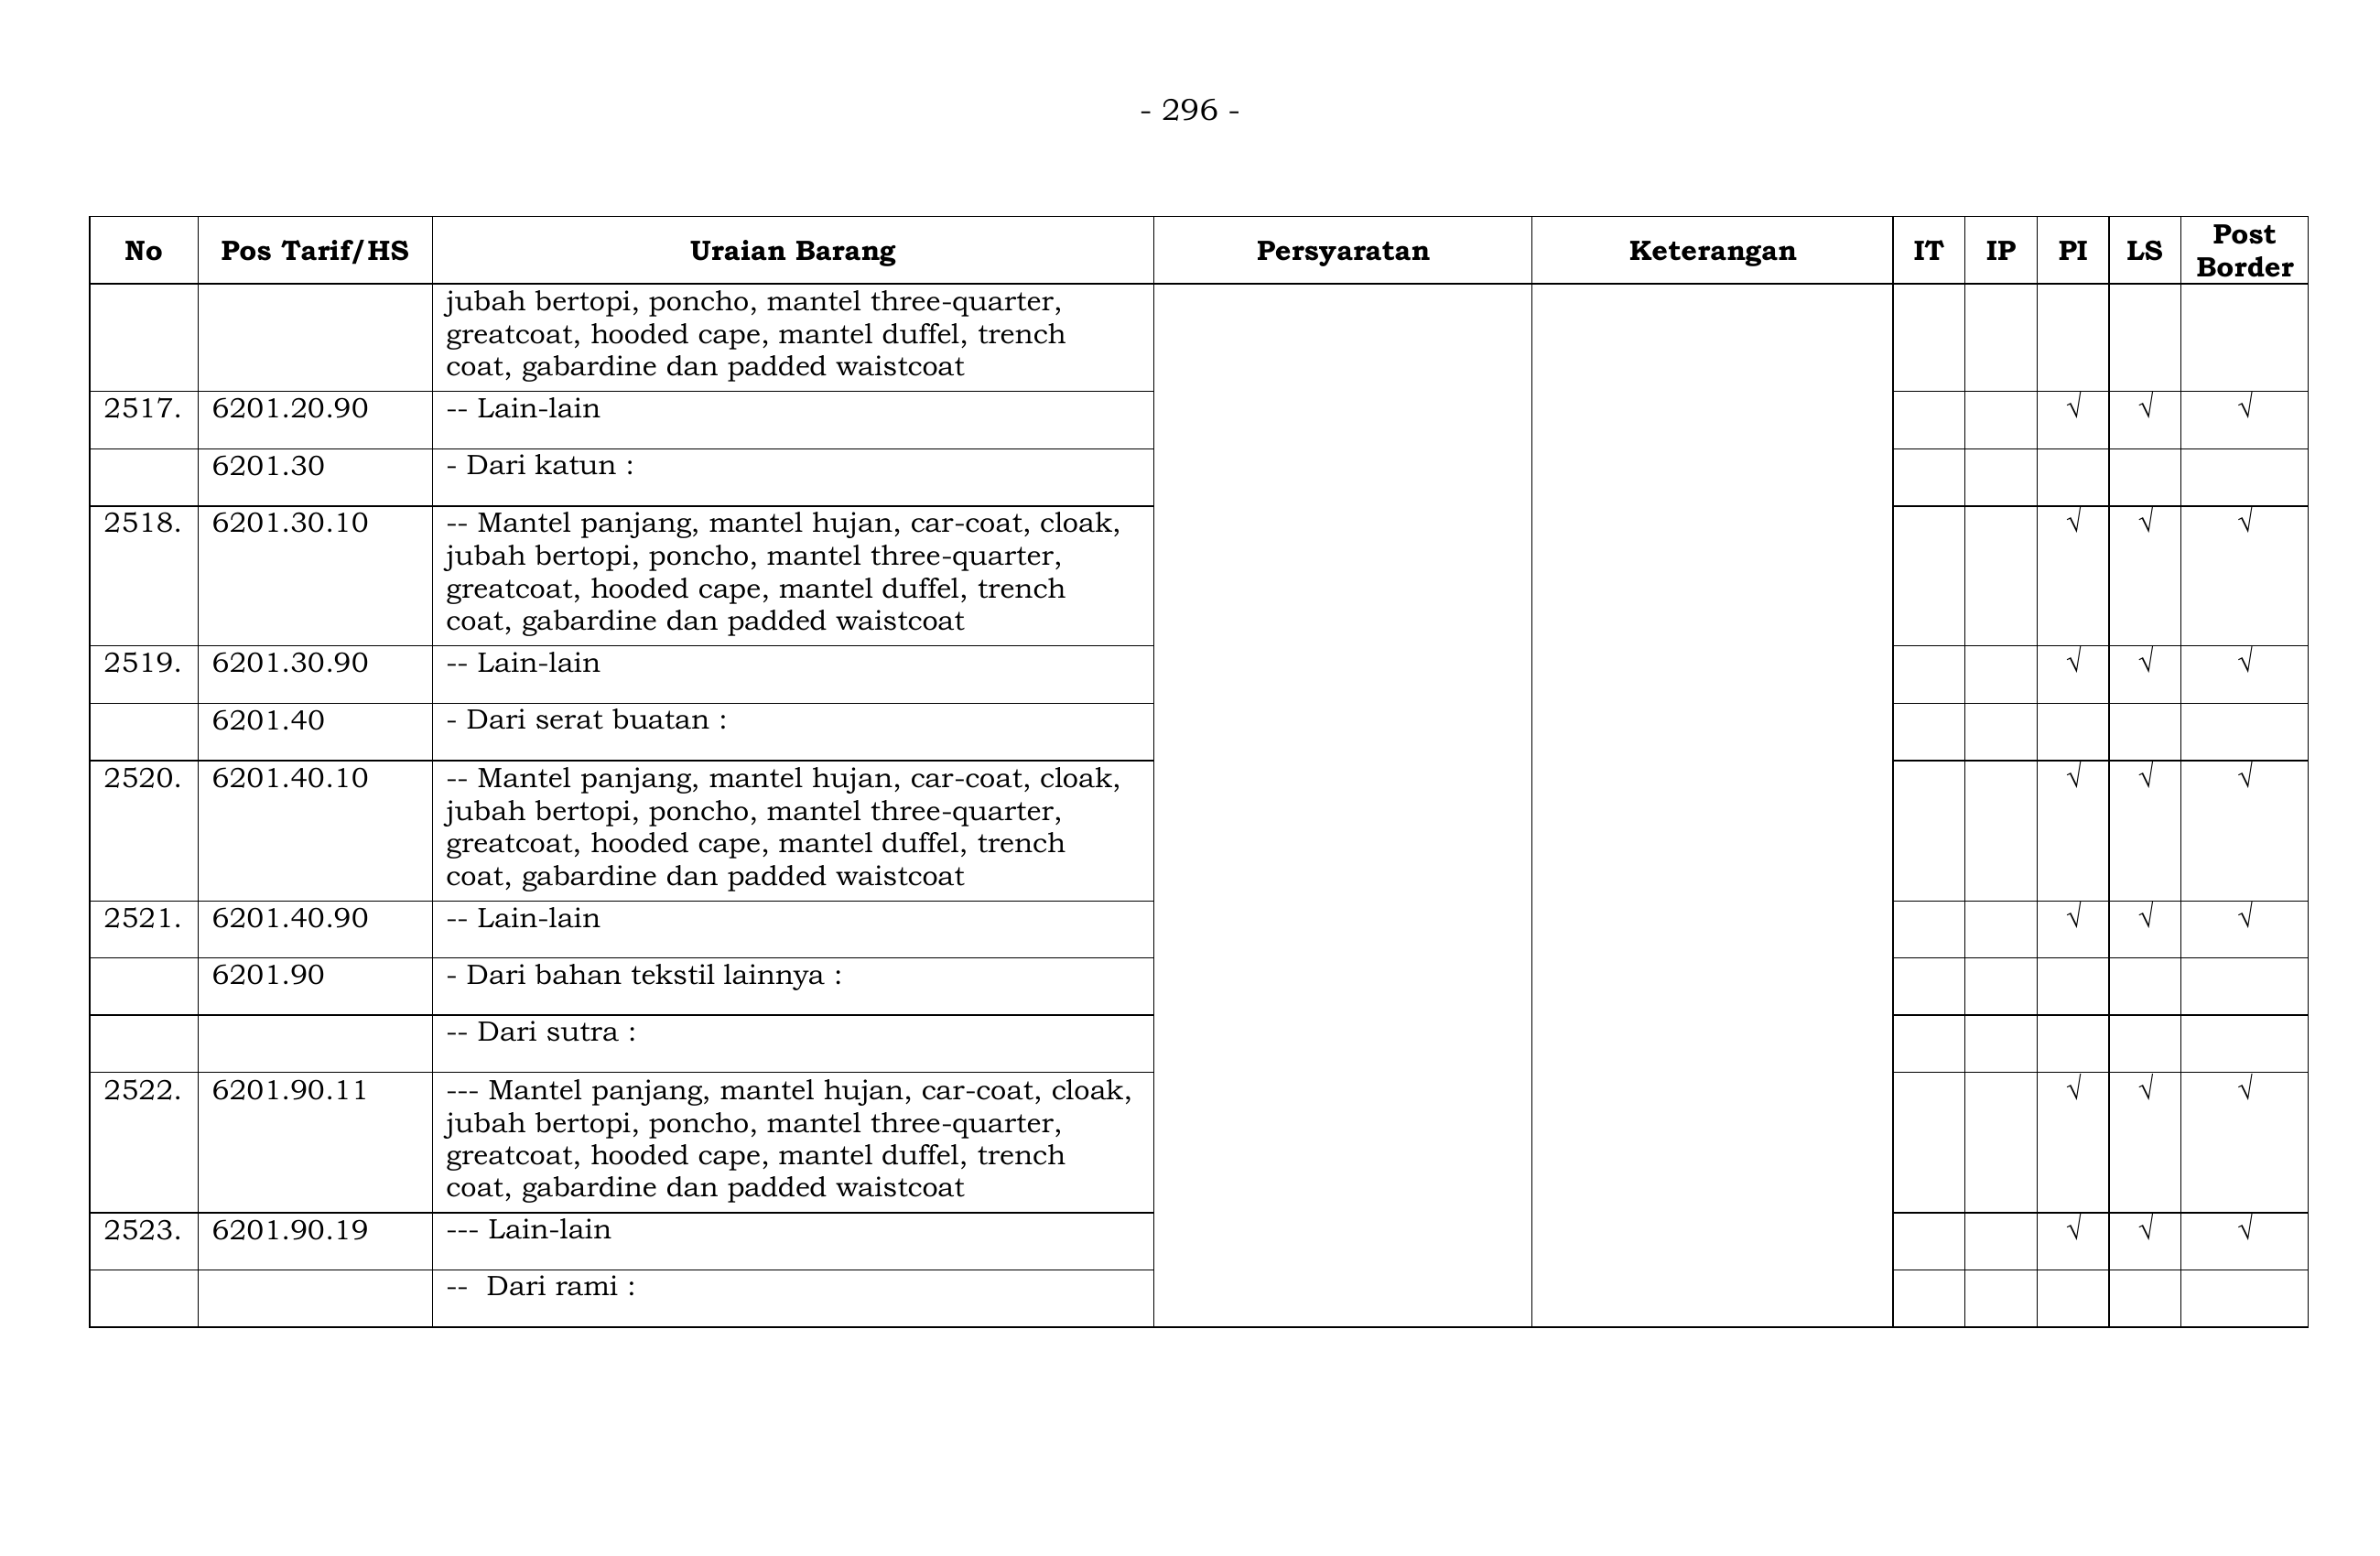 - 296 -
No Pos Tarif/HS Uraian Barang Persyaratan Keterangan IT IP PI LS Post Border
jubah bertopi, poncho, mantel three-quarter,
greatcoat, hooded cape, mantel duffel, trench
coat, gabardine dan padded waistcoat
2517. 6201.20.90 -- Lain-lain √ √ √
6201.30 - Dari katun :
2518. 6201.30.10 -- Mantel panjang, mantel hujan, car-coat, cloak, √ √ √
jubah bertopi, poncho, mantel three-quarter,
greatcoat, hooded cape, mantel duffel, trench
coat, gabardine dan padded waistcoat
2519. 6201.30.90 -- Lain-lain √ √ √
6201.40 - Dari serat buatan :
2520. 6201.40.10 -- Mantel panjang, mantel hujan, car-coat, cloak, √ √ √
jubah bertopi, poncho, mantel three-quarter,
greatcoat, hooded cape, mantel duffel, trench
coat, gabardine dan padded waistcoat
2521. 6201.40.90 -- Lain-lain √ √ √
6201.90 - Dari bahan tekstil lainnya :
-- Dari sutra :
2522. 6201.90.11 --- Mantel panjang, mantel hujan, car-coat, cloak, √ √ √
jubah bertopi, poncho, mantel three-quarter,
greatcoat, hooded cape, mantel duffel, trench
coat, gabardine dan padded waistcoat
2523. 6201.90.19 --- Lain-lain √ √ √
-- Dari rami :